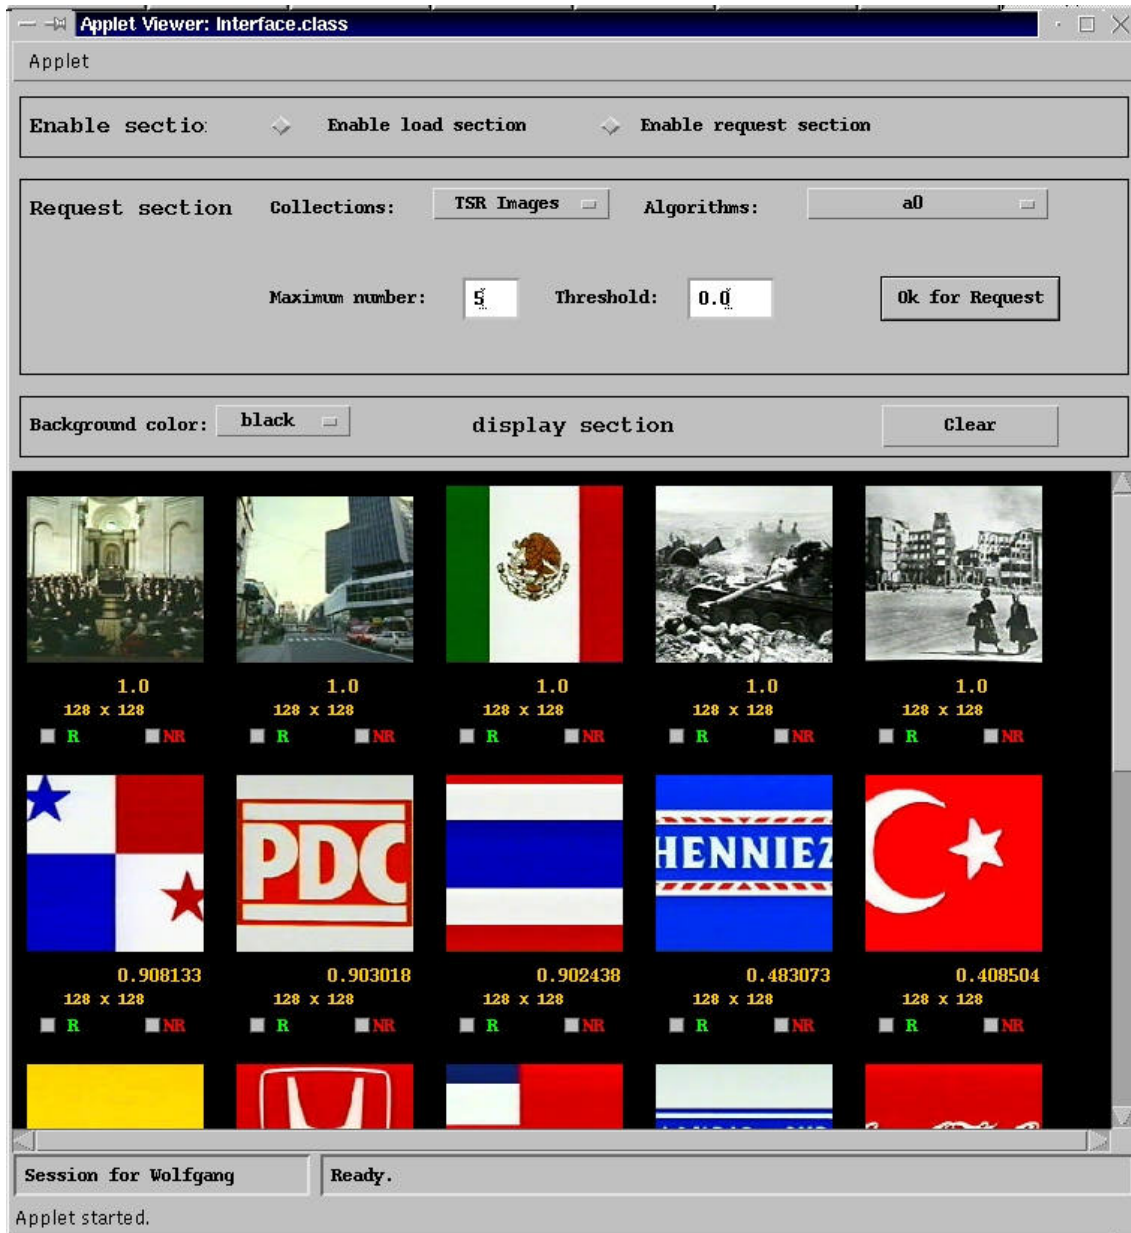 Applet Viewer: Interface.class
Applet
Enable sectio
Enable load section
Enable request section
Request section
Collections:
TSR Images
Algorithms:
a0
Maximum number:
5
Threshold:
0.0
Ok for Request
Background color:
black
display section
Clear
1.0 1.0 1.0 1.0 1.0
128 x 128 128 x 128 128 x 128 128 x 128 128 x 128
R NR R NR R NR R NR R NR
PDC
HENNIEZ
0.908133 0.903018 0.902438 0.483073 0.408504
128 x 128 128 x 128 128 x 128 128 x 128 128 x 128
R NR R NR R NR R NR R NR
Session for Wolfgang
Ready.
Applet started.